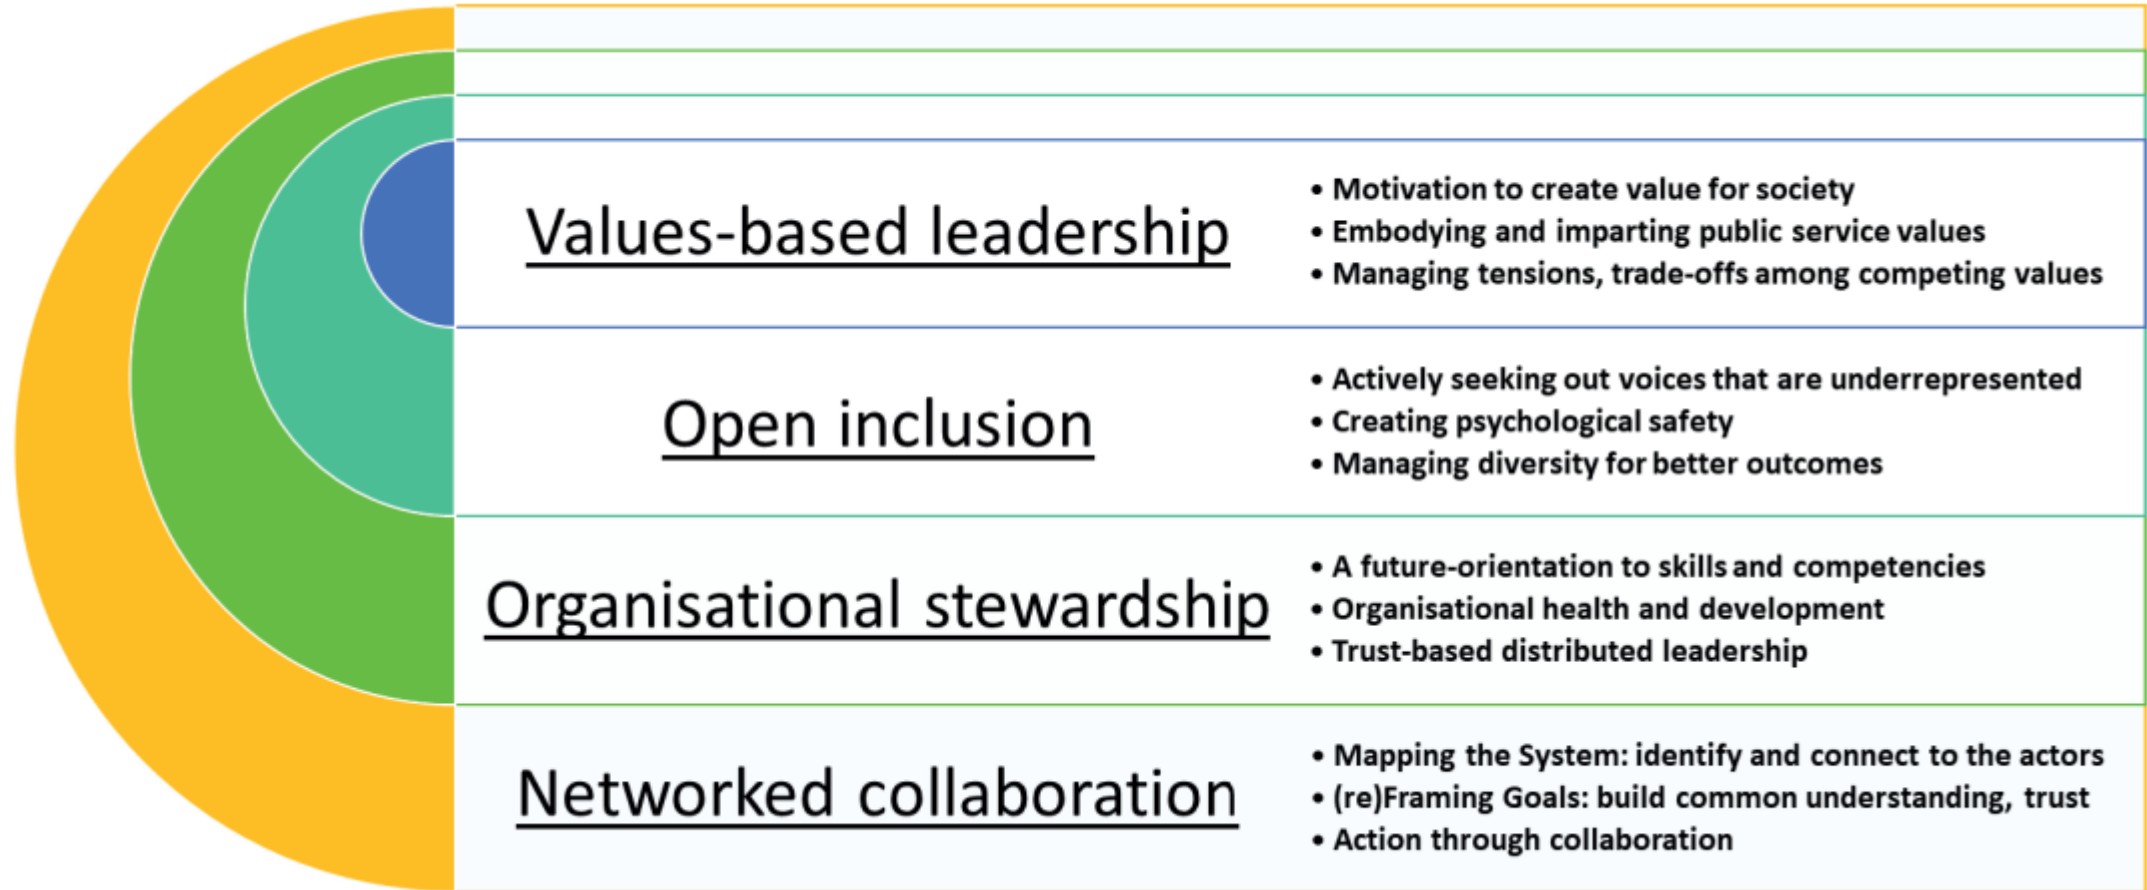 Values-based leadership
• Motivation to create value for society
• Embodying and imparting public service values
• Managing tensions, trade-offs among competing values
Open inclusion
• Actively seeking out voices that are underrepresented
• Creating psychological safety
• Managing diversity for better outcomes
Organisational stewardship
• A future-orientation to skills and competencies
• Organisational health and development
• Trust-based distributed leadership
Networked collaboration
• Mapping the System: identify and connect to the actors
• (re)Framing Goals: build common understanding, trust
• Action through collaboration